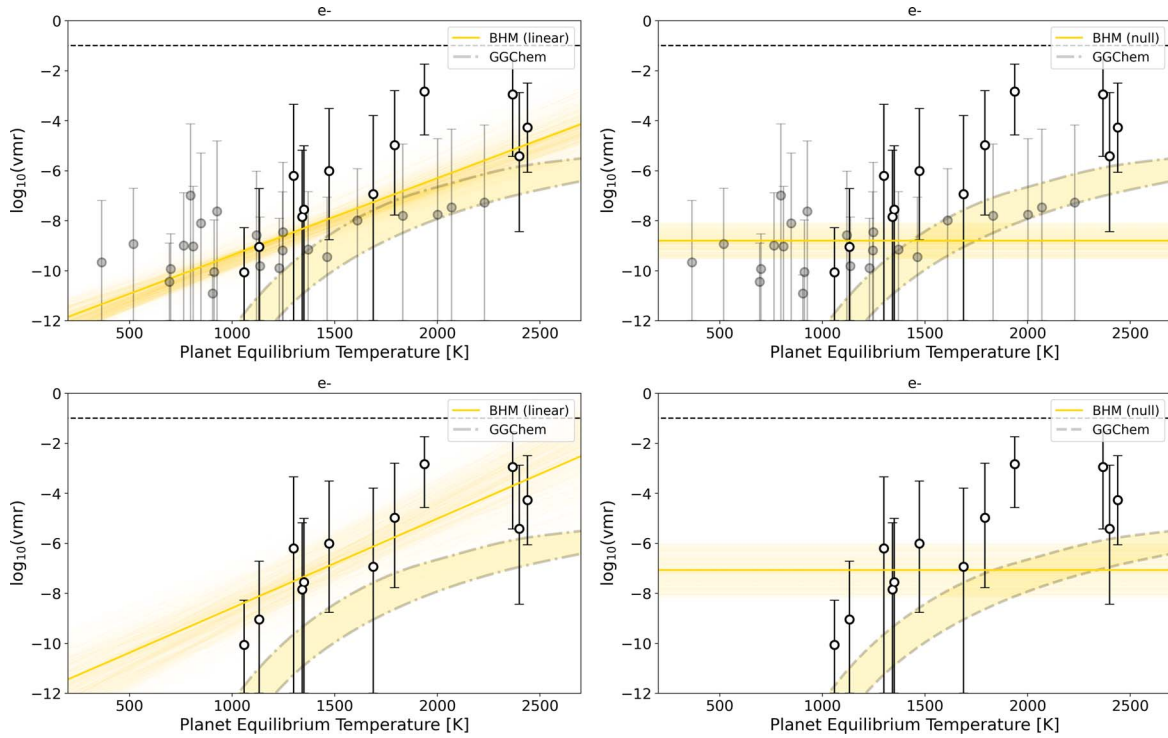 e-
BHM (linear)
GGChem
log₁₀(vmr)
0
−2
−4
−6
−8
−10
−12
500 1000 1500 2000 2500
Planet Equilibrium Temperature [K]
e-
BHM (null)
GGChem
log₁₀(vmr)
0
−2
−4
−6
−8
−10
−12
500 1000 1500 2000 2500
Planet Equilibrium Temperature [K]
e-
BHM (linear)
GGChem
log₁₀(vmr)
0
−2
−4
−6
−8
−10
−12
500 1000 1500 2000 2500
Planet Equilibrium Temperature [K]
e-
BHM (null)
GGChem
log₁₀(vmr)
0
−2
−4
−6
−8
−10
−12
500 1000 1500 2000 2500
Planet Equilibrium Temperature [K]